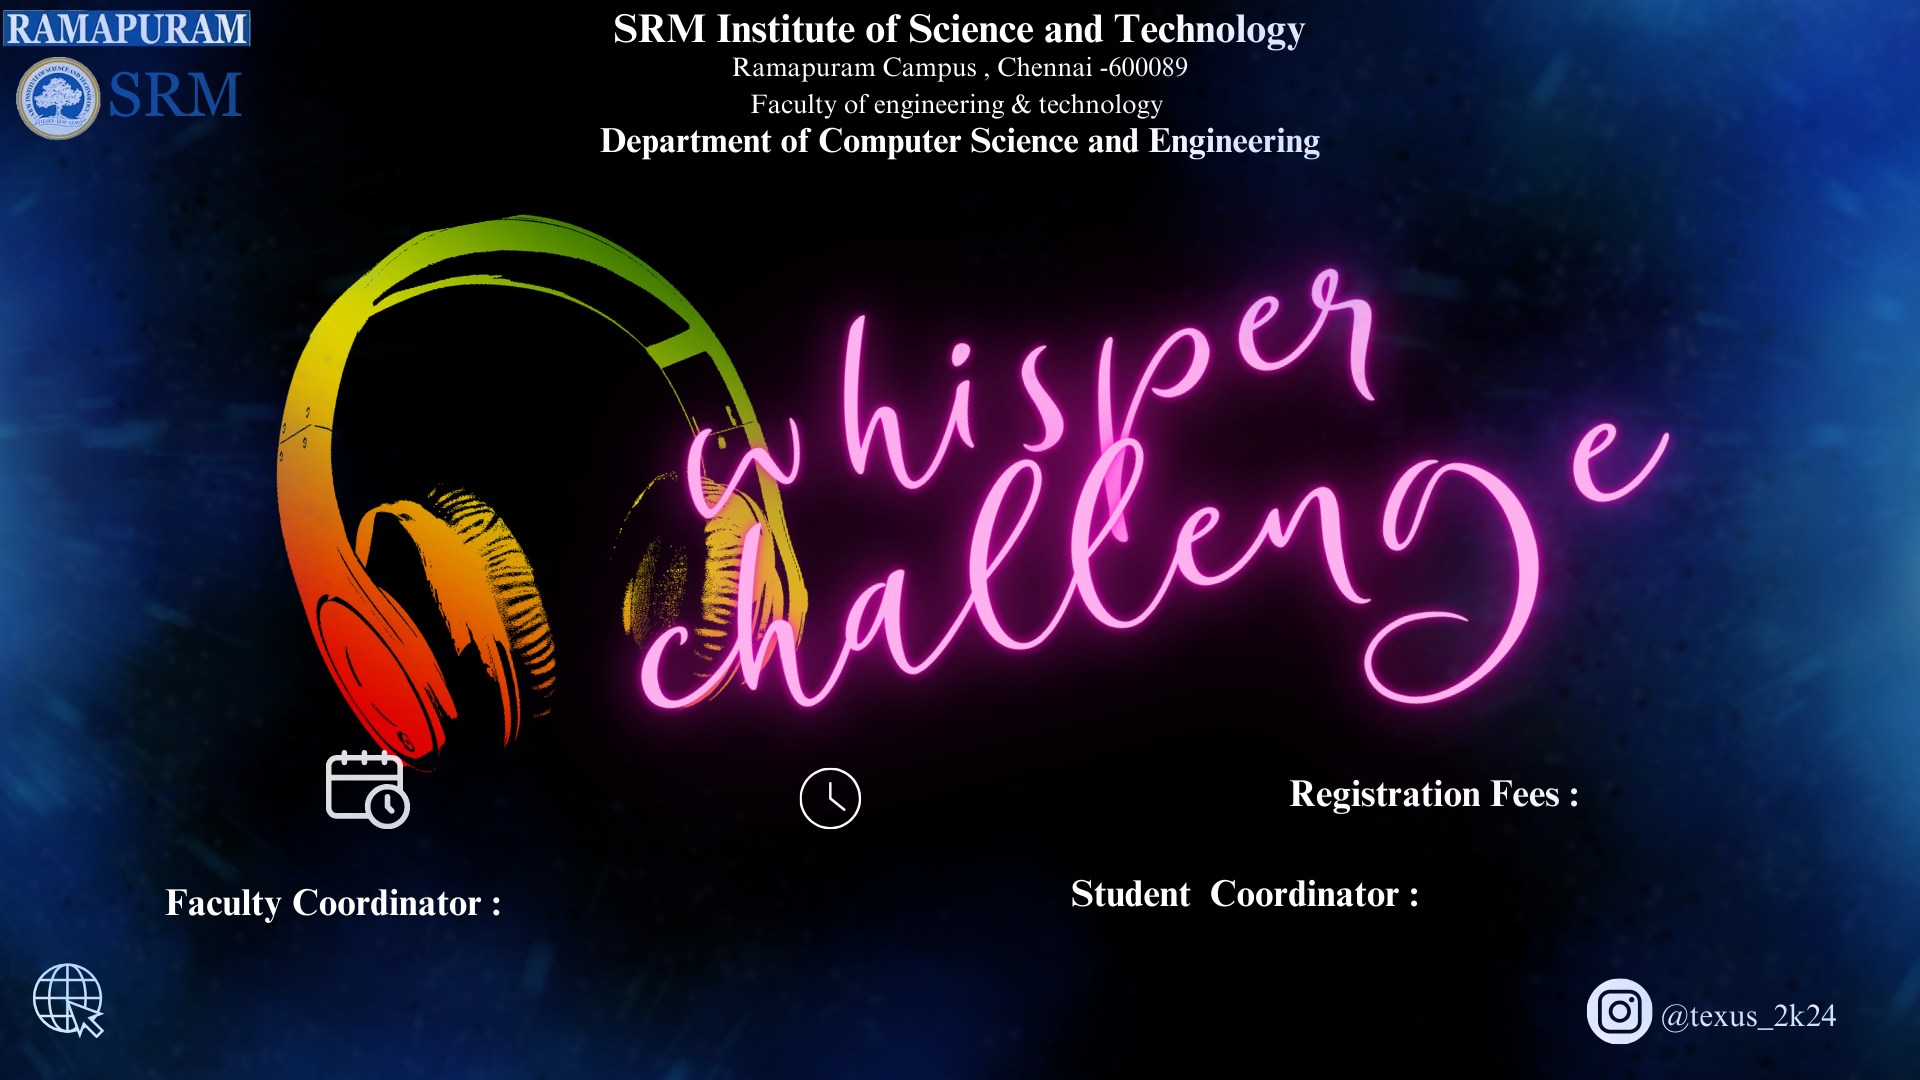 RAMAPURAM
SRM
SRM Institute of Science and Technology
Ramapuram Campus , Chennai -600089
Faculty of engineering & technology
Department of Computer Science and Engineering
whisper
challenge
Registration Fees :
Faculty Coordinator :
Student Coordinator :
@texus_2k24